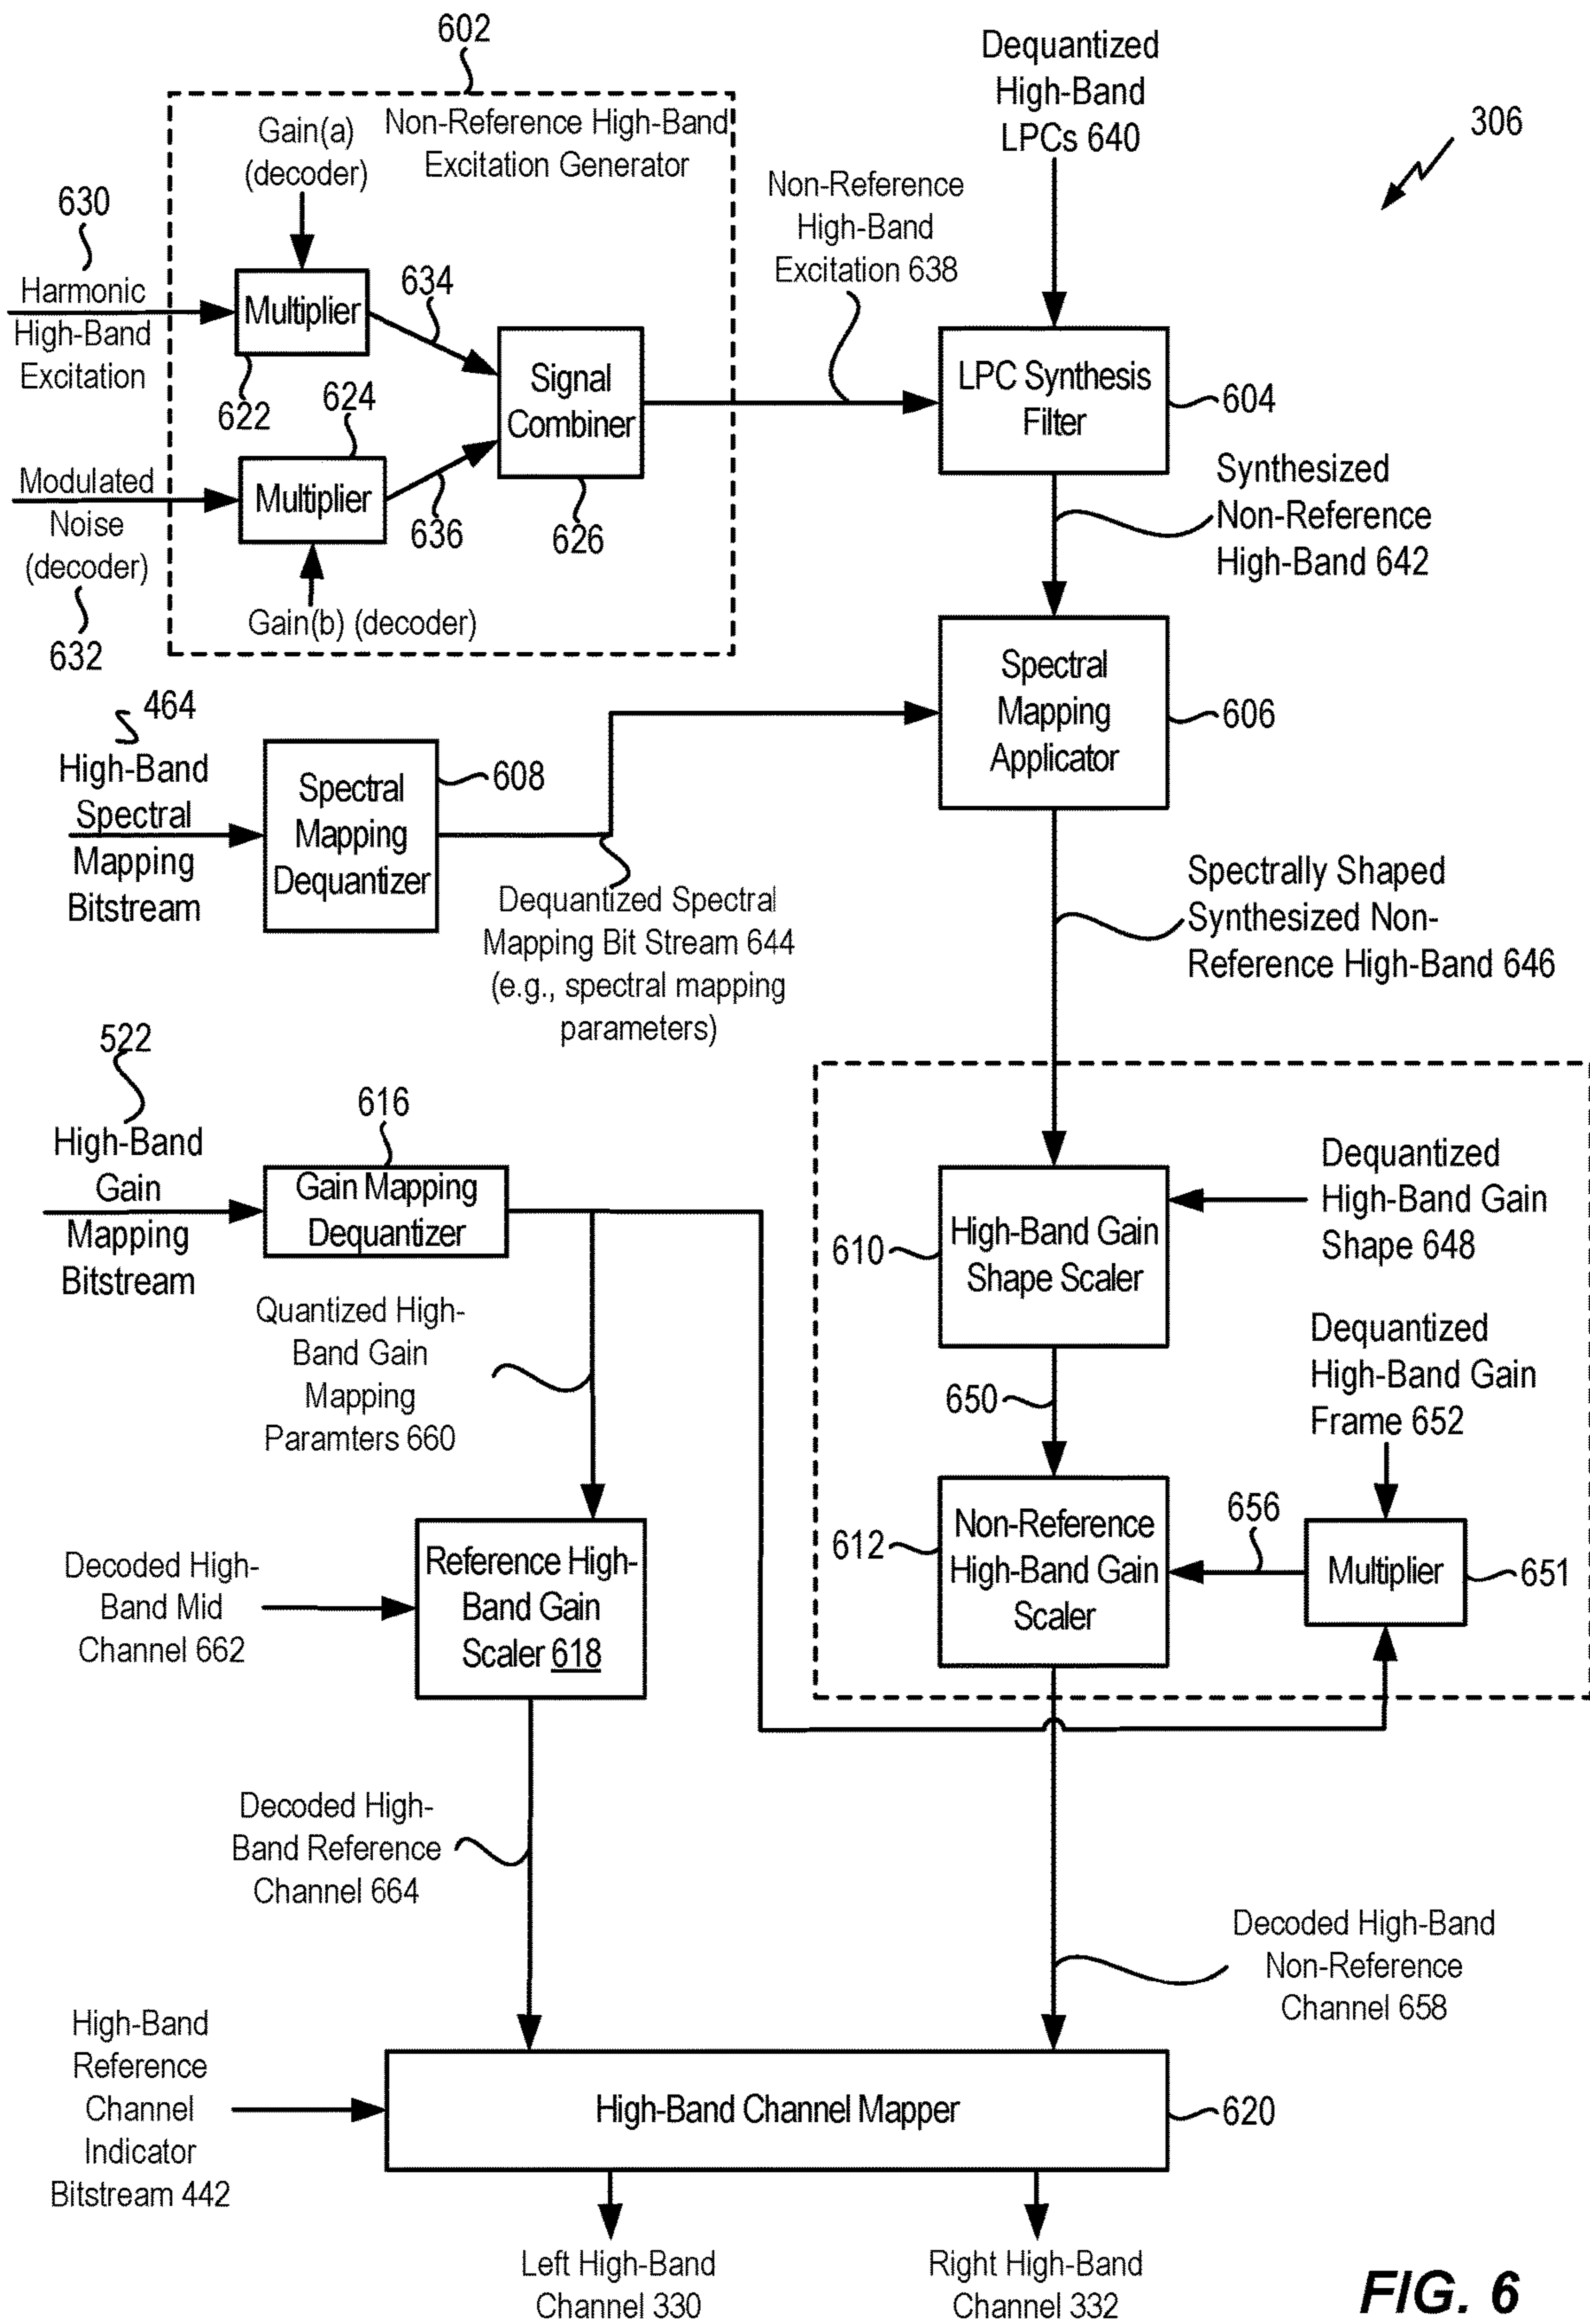 602
Dequantized
High-Band
LPCs 640
306
Gain(a)
(decoder)
Non-Reference High-Band
Excitation Generator
Non-Reference
High-Band
Excitation 638
630
Harmonic
High-Band
Excitation
Multiplier
634
622
624
Signal
Combiner
LPC Synthesis
Filter
604
Modulated
Noise
(decoder)
632
Multiplier
636
626
Gain(b) (decoder)
Synthesized
Non-Reference
High-Band 642
464
High-Band
Spectral
Mapping
Bitstream
Spectral
Mapping
Dequantizer
608
Spectral
Mapping
Applicator
606
Dequantized Spectral
Mapping Bit Stream 644
(e.g., spectral mapping
parameters)
Spectrally Shaped
Synthesized Non-
Reference High-Band 646
522
High-Band
Gain
Mapping
Bitstream
616
Gain Mapping
Dequantizer
610
High-Band Gain
Shape Scaler
Dequantized
High-Band Gain
Shape 648
Quantized High-
Band Gain
Mapping
Paramters 660
650
Dequantized
High-Band Gain
Frame 652
Decoded High-
Band Mid
Channel 662
Reference High-
Band Gain
Scaler 618
612
Non-Reference
High-Band Gain
Scaler
656
Multiplier
651
Decoded High-
Band Reference
Channel 664
Decoded High-Band
Non-Reference
Channel 658
High-Band
Reference
Channel
Indicator
Bitstream 442
High-Band Channel Mapper
620
Left High-Band
Channel 330
Right High-Band
Channel 332
FIG. 6